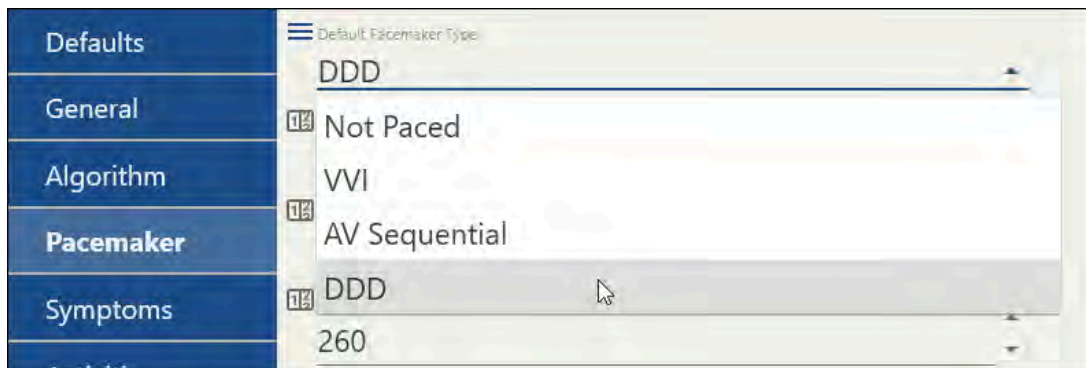 Defaults
General
Algorithm
Pacemaker
Symptoms
Default Pacemaker Type
DDD
Not Paced
VVI
AV Sequential
DDD
260